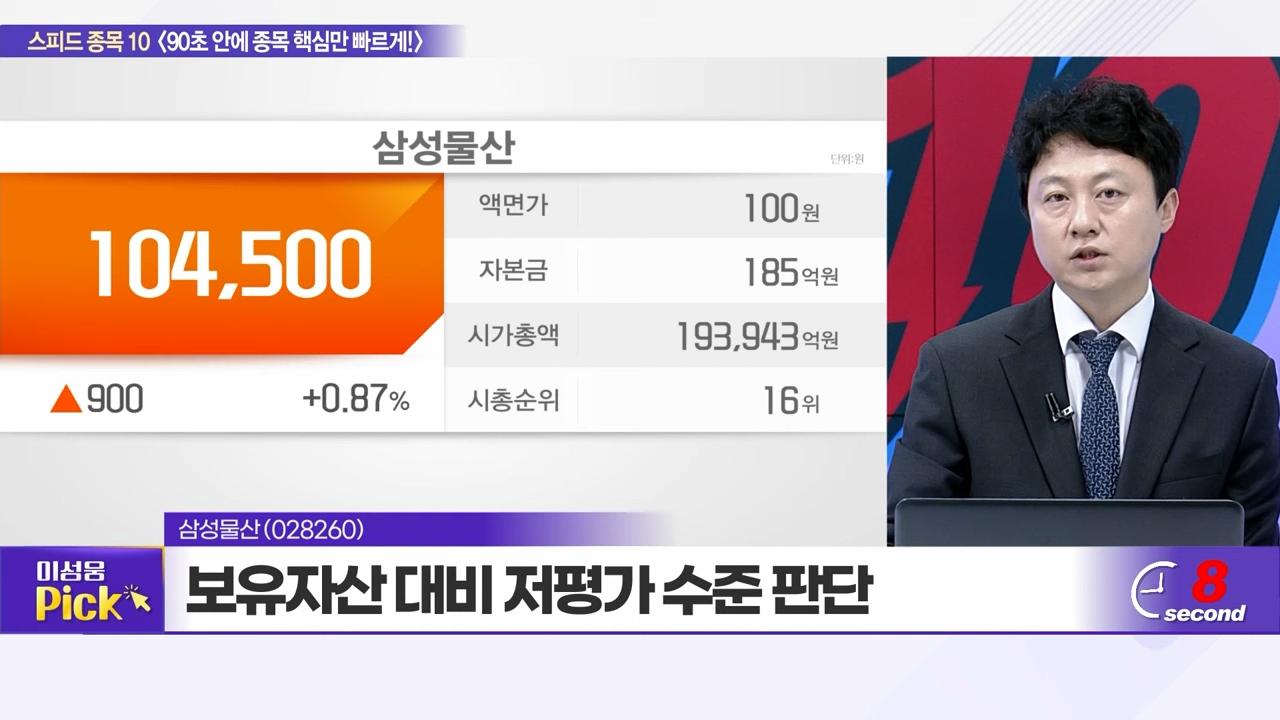 스피드 종목 10 <90초 안에 종목 핵심만 빠르게!>
삼성물산
단위:원
104,500
▲900 +0.87%
액면가 100원
자본금 185억원
시가총액 193,943억원
시총순위 16위
삼성물산(028260)
이성웅
Pick
보유자산 대비 저평가 수준 판단
8
second